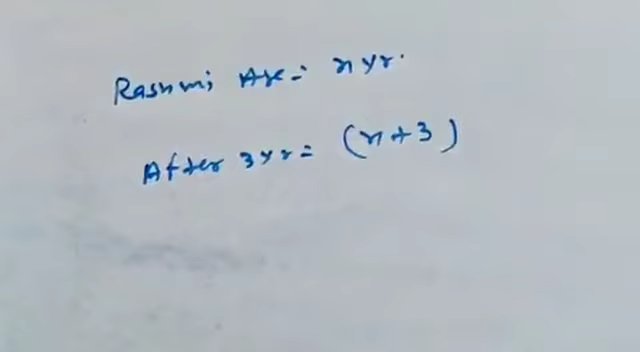 Rashmi Age = x yr.
After 3 yr = (x + 3)